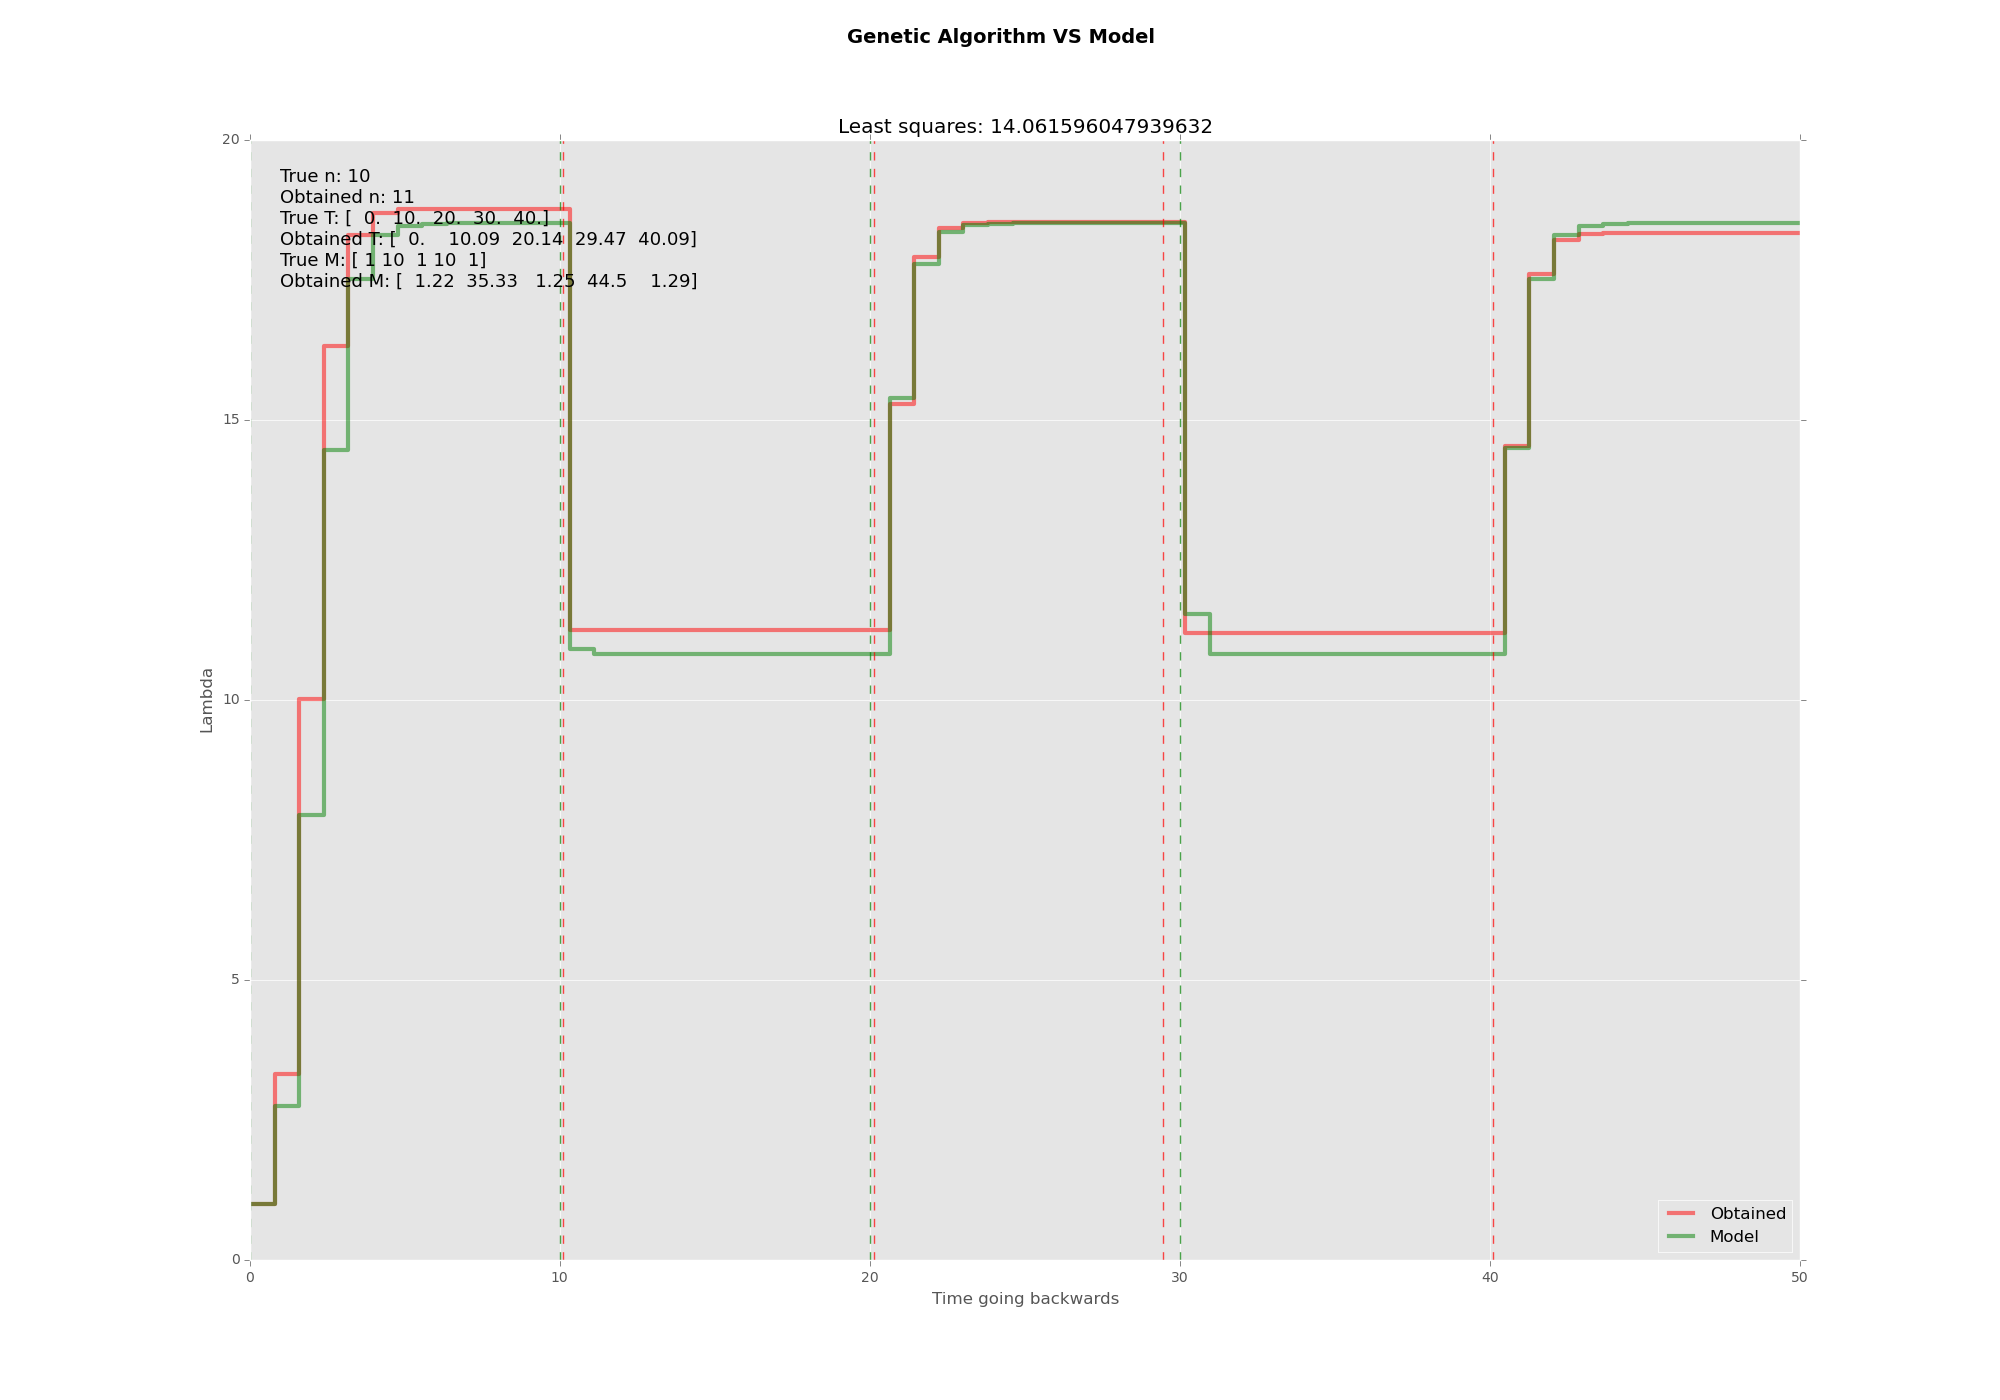 Genetic Algorithm VS Model
Least squares: 14.061596047939632
20
True n: 10
Obtained n: 11
True T: [  0.  10.  20.  30.  40.]
Obtained T: [  0.    10.09  20.14  29.47  40.09]
True M: [ 1 10  1 10  1]
Obtained M: [  1.22  35.33   1.25  44.5    1.29]
15
10
5
0
Lambda
Obtained
Model
0 10 20 30 40 50
Time going backwards